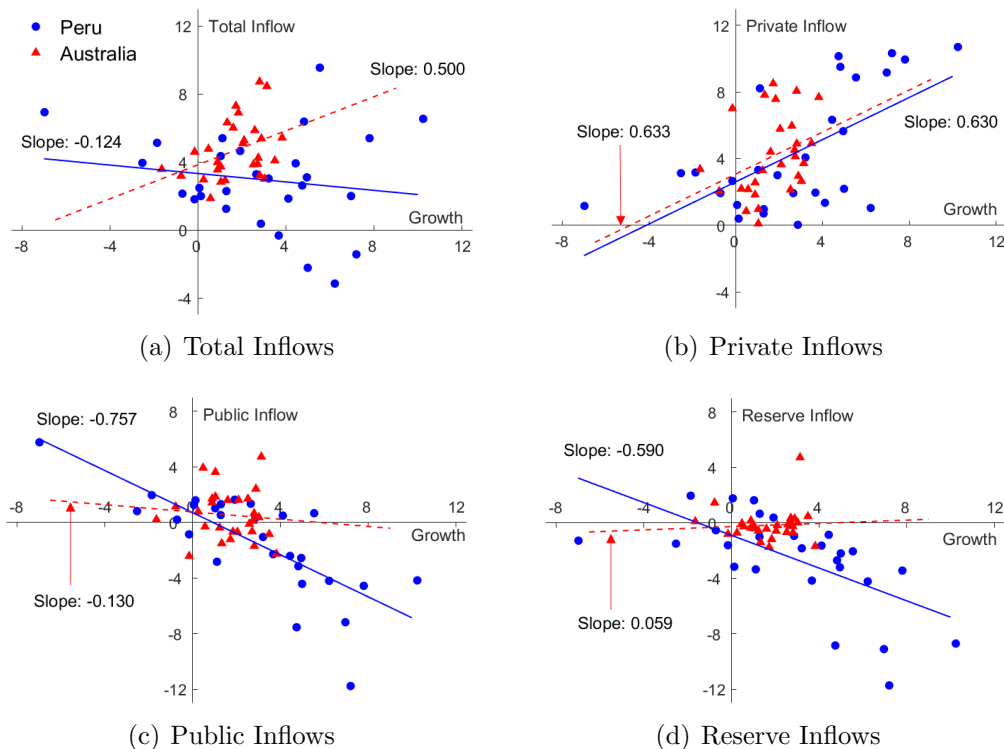 12
Total Inflow
Peru
Australia
Slope: 0.500
8
Slope: -0.124
4
Growth
-8
-4
0
4
8
12
-4
(a) Total Inflows
12
Private Inflow
8
Slope: 0.633
Slope: 0.630
4
Growth
-8
-4
0
4
8
12
-4
(b) Private Inflows
8
Public Inflow
Slope: -0.757
4
-8
-4
0
4
8
12
Growth
-4
Slope: -0.130
-8
-12
(c) Public Inflows
8
Reserve Inflow
Slope: -0.590
4
-8
-4
0
4
8
12
Growth
-4
Slope: 0.059
-8
-12
(d) Reserve Inflows